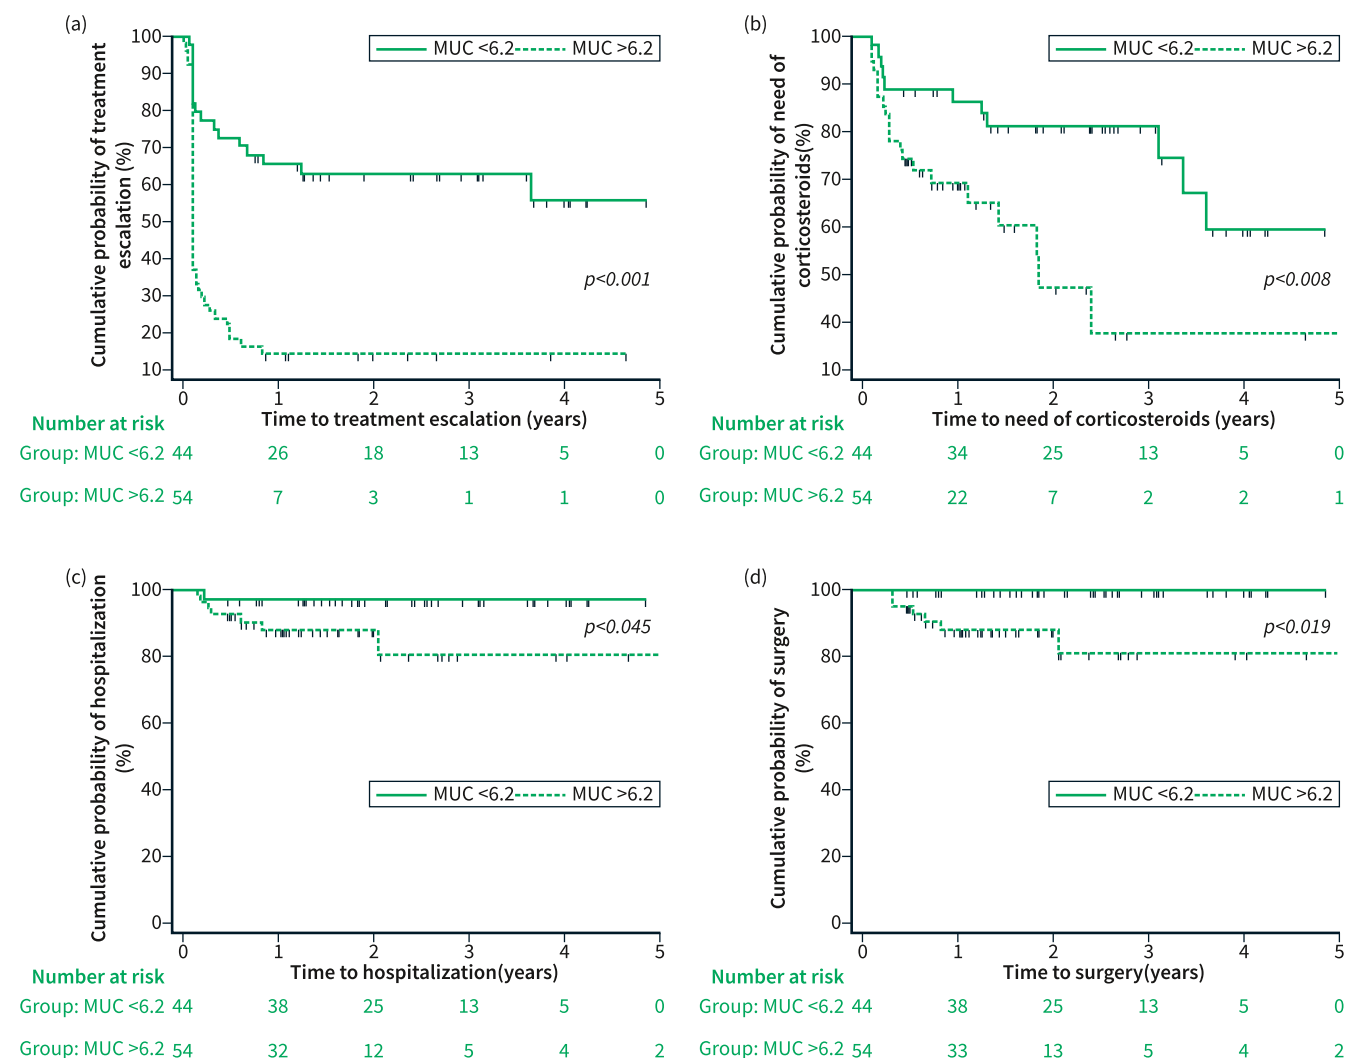 (a)
Cumulative probability of treatment
escalation (%)
100
90
80
70
60
50
40
30
20
10
MUC <6.2 MUC >6.2
p<0.001
0 1 2 3 4 5
Time to treatment escalation (years)
Number at risk
Group: MUC <6.2 44 26 18 13 5 0
Group: MUC >6.2 54 7 3 1 1 0
(b)
Cumulative probability of need of
corticosteroids(%)
100
90
80
70
60
50
40
10
MUC <6.2 MUC >6.2
p<0.008
0 1 2 3 4 5
Time to need of corticosteroids (years)
Number at risk
Group: MUC <6.2 44 34 25 13 5 0
Group: MUC >6.2 54 22 7 2 2 1
(c)
Cumulative probability of hospitalization
(%)
100
80
60
40
20
0
p<0.045
MUC <6.2 MUC >6.2
0 1 2 3 4 5
Time to hospitalization(years)
Number at risk
Group: MUC <6.2 44 38 25 13 5 0
Group: MUC >6.2 54 32 12 5 4 2
(d)
Cumulative probability of surgery
(%)
100
80
60
40
20
0
p<0.019
MUC <6.2 MUC >6.2
0 1 2 3 4 5
Time to surgery(years)
Number at risk
Group: MUC <6.2 44 38 25 13 5 0
Group: MUC >6.2 54 33 13 5 4 2